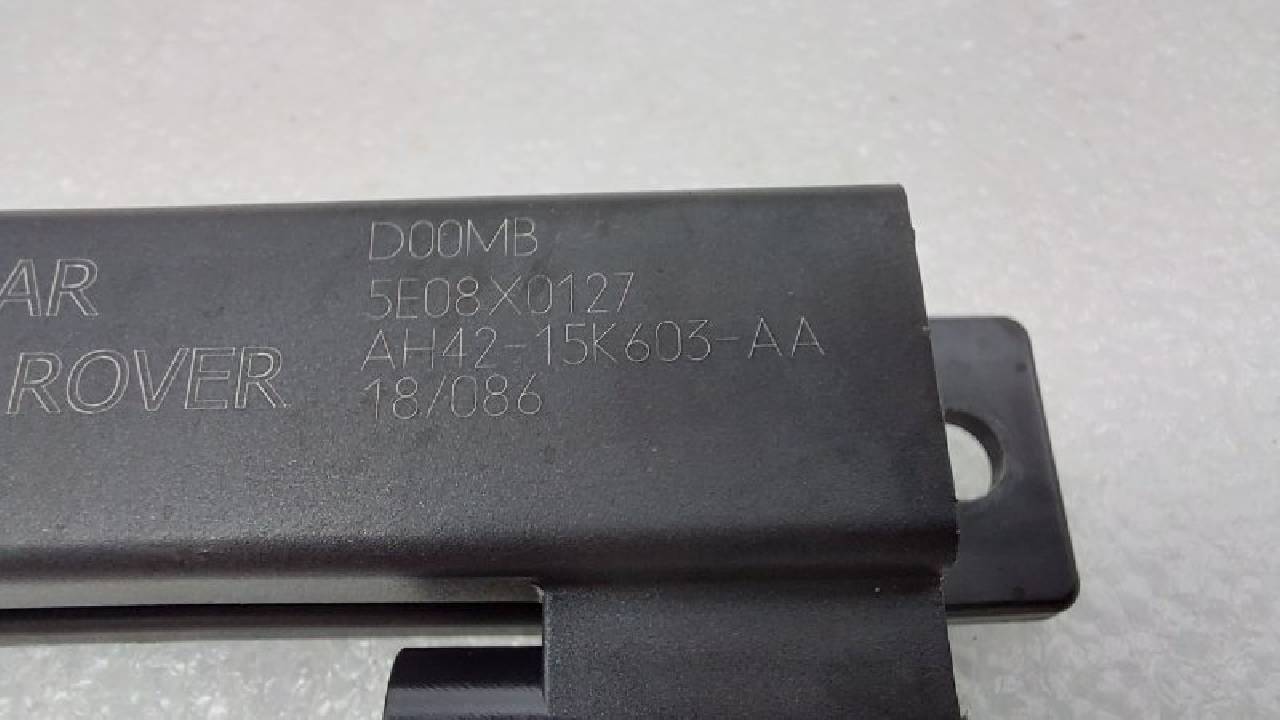 AR
ROVER
D00MB
5E08X0127
AH42-15K603-AA
18/086